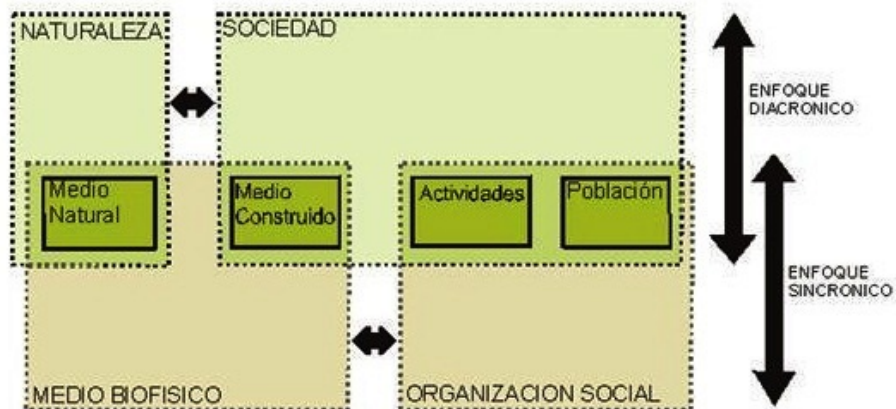 NATURALEZA
SOCIEDAD
ENFOQUE
DIACRONICO
Medio
Natural
Medio
Construido
Actividades
Población
ENFOQUE
SINCRONICO
MEDIO BIOFISICO
ORGANIZACION SOCIAL